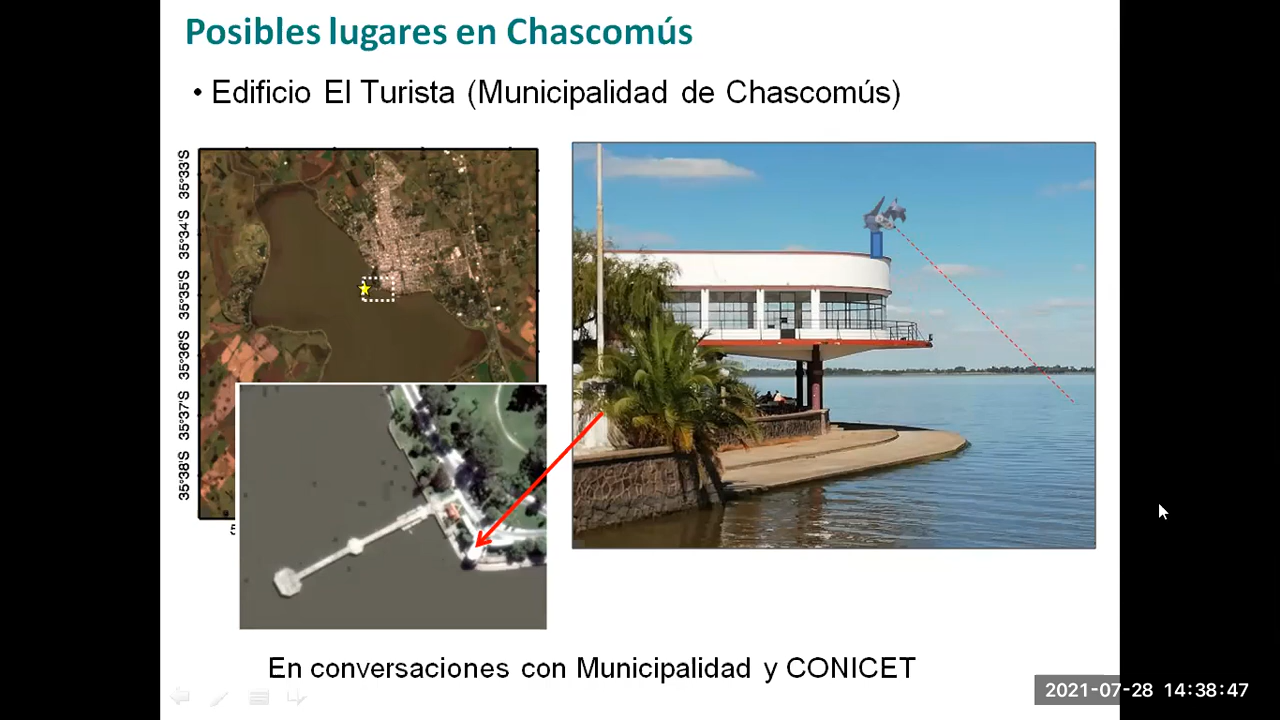 Posibles lugares en Chascomús
• Edificio El Turista (Municipalidad de Chascomús)
35°33'S
35°34'S
35°35'S
35°36'S
35°37'S
35°38'S
5
En conversaciones con Municipalidad y CONICET
2021-07-28 14:38:47